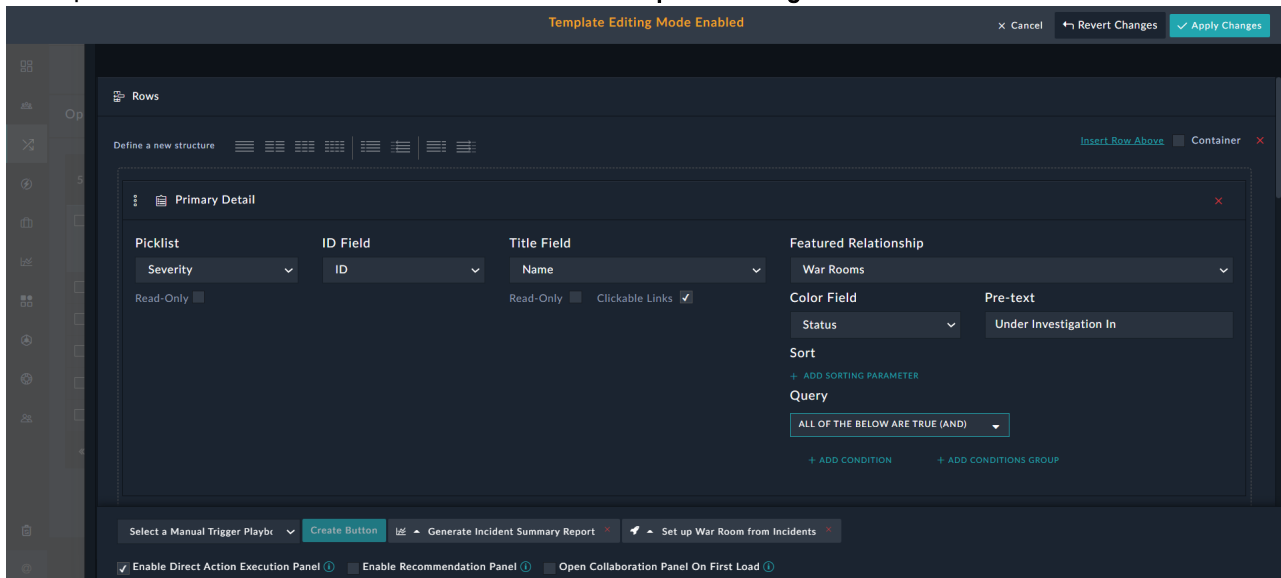 Template Editing Mode Enabled
× Cancel
Revert Changes
Apply Changes
Op
Rows
Define a new structure
Insert Row Above
Container
Primary Detail
Picklist
ID Field
Title Field
Featured Relationship
Severity
ID
Name
War Rooms
Read-Only
Read-Only
Clickable Links
Color Field
Pre-text
Status
Under Investigation In
Sort
+ ADD SORTING PARAMETER
Query
ALL OF THE BELOW ARE TRUE (AND)
+ ADD CONDITION
+ ADD CONDITIONS GROUP
Select a Manual Trigger
Create Button
Generate Incident Summary Report
Set up War Room from Incidents
Enable Direct Action Execution Panel
Enable Recommendation Panel
Open Collaboration Panel On First Load